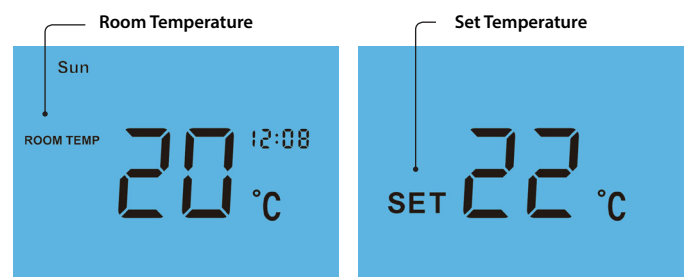 Room Temperature
Sun
ROOM TEMP
20
12:08
°C
Set Temperature
SET
22
°C